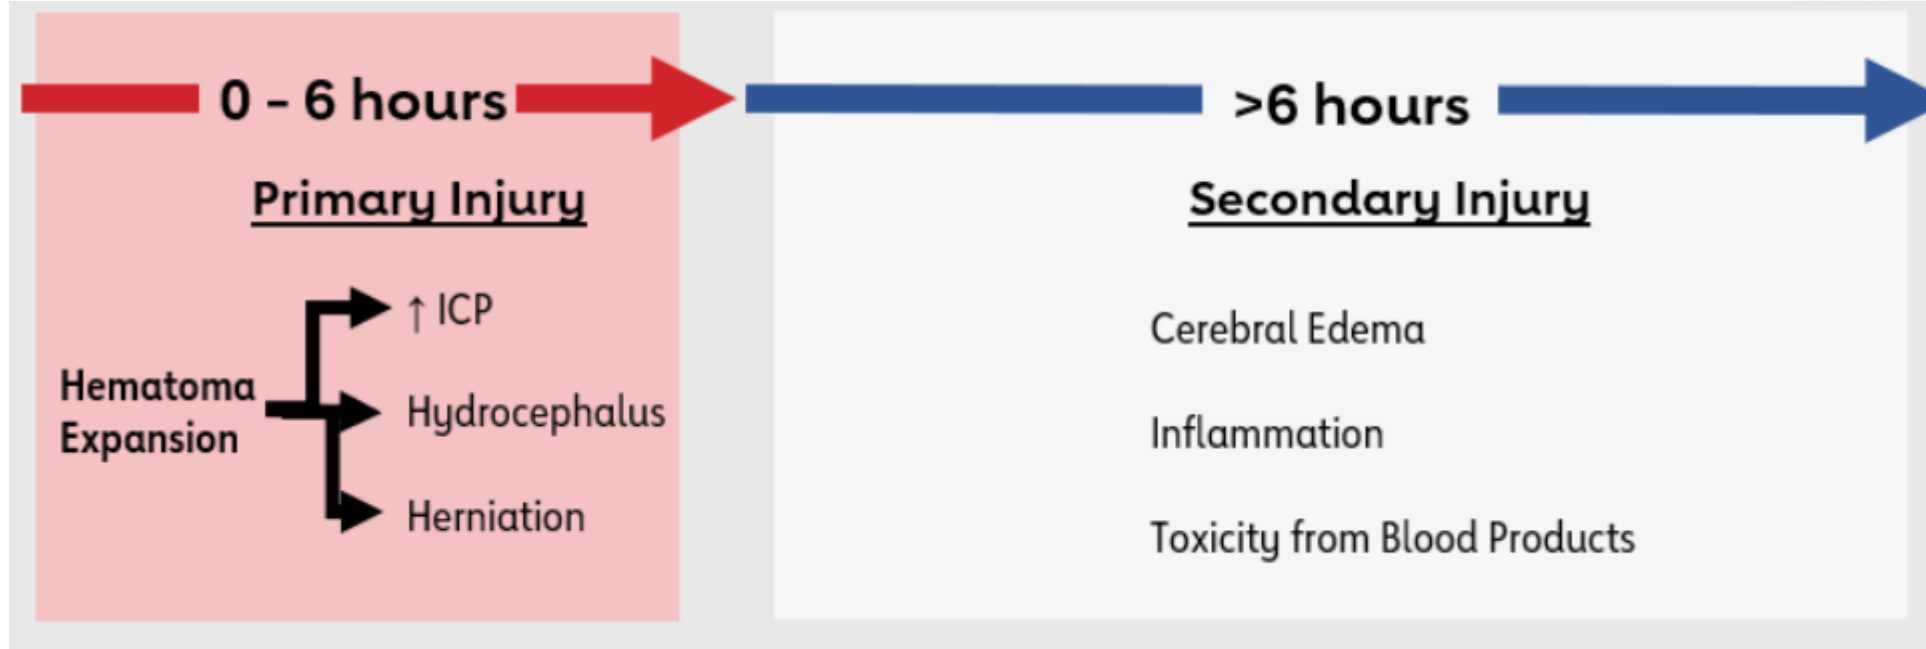 0 - 6 hours
Primary Injury
Hematoma
Expansion
↑ ICP
Hydrocephalus
Herniation
>6 hours
Secondary Injury
Cerebral Edema
Inflammation
Toxicity from Blood Products